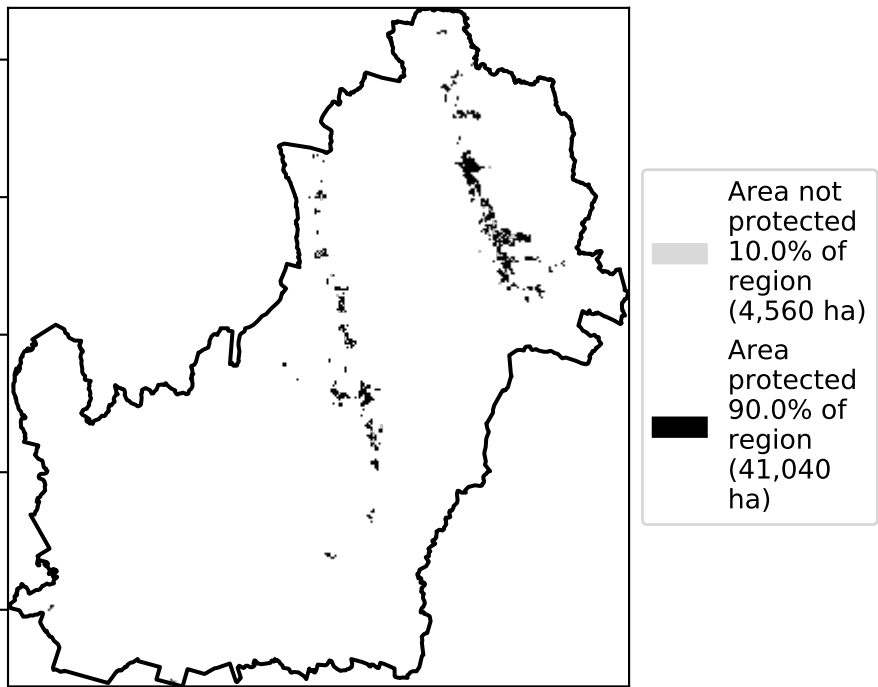 Area not
protected
10.0% of
region
(4,560 ha)
Area
protected
90.0% of
region
(41,040
ha)